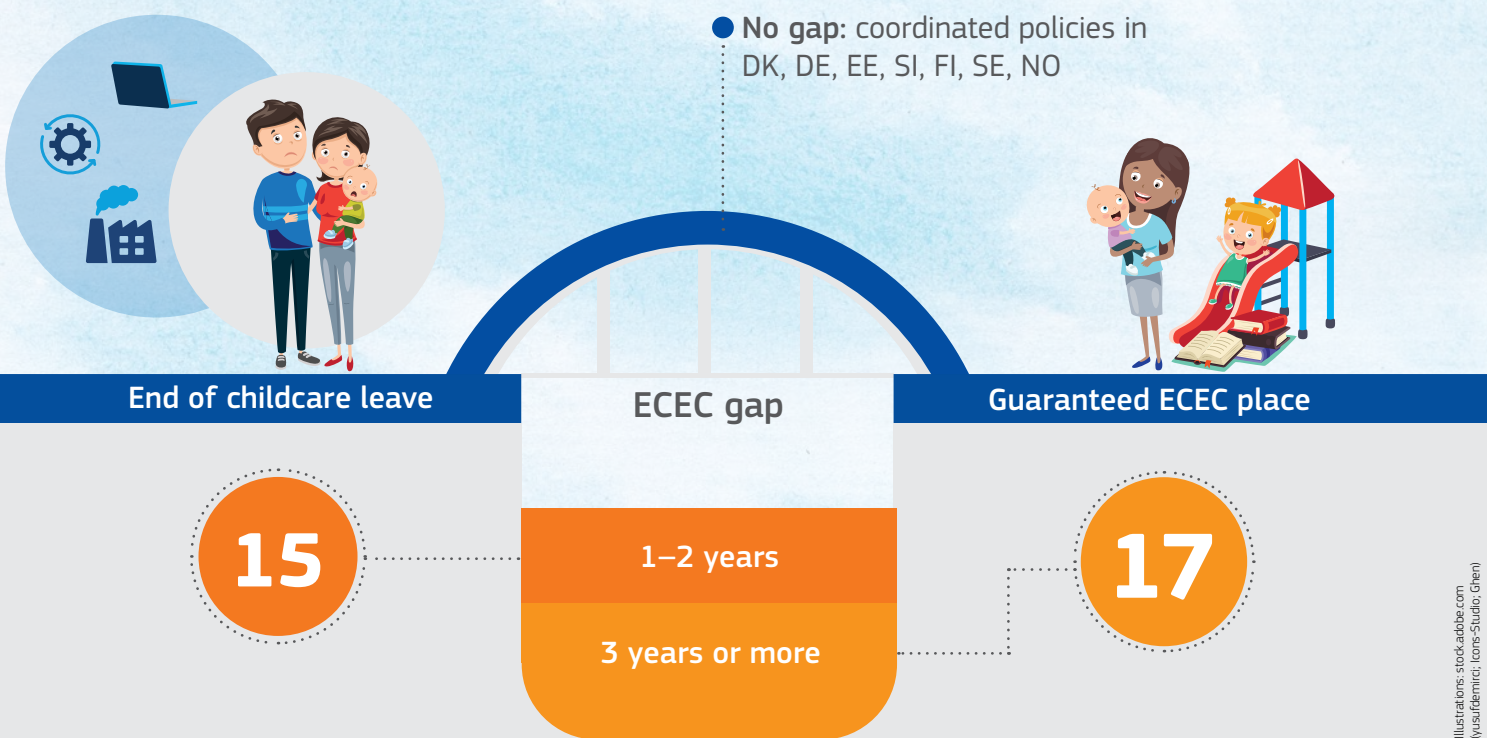 No gap: coordinated policies in
DK, DE, EE, SI, FI, SE, NO
End of childcare leave
ECEC gap
Guaranteed ECEC place
15
1–2 years
17
3 years or more
Illustrations: stock.adobe.com
(yusufdemirci; Icons-Studio; Ghen)